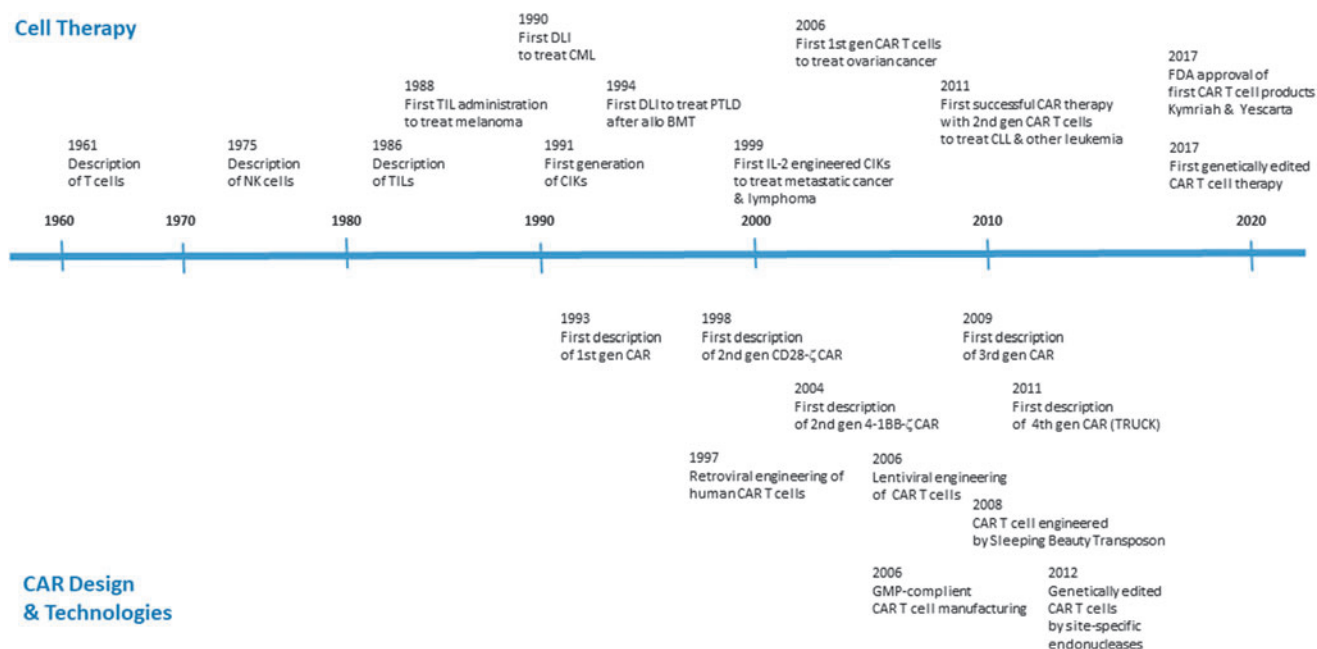 Cell Therapy
1990
First DLI
to treat CML
2006
First 1st gen CAR T cells
to treat ovarian cancer
2017
FDA approval of
first CAR T cell products
Kymriah & Yescarta
1988
First TIL administration
to treat melanoma
1994
First DLI to treat PTLD
after allo BMT
2011
First successful CAR therapy
with 2nd gen CAR T cells
to treat CLL & other leukemia
1961
Description
of T cells
1975
Description
of NK cells
1986
Description
of TILs
1991
First generation
of CIKs
1999
First IL-2 engineered CIKs
to treat metastatic cancer
& lymphoma
2017
First genetically edited
CAR T cell therapy
1960 1970 1980 1990 2000 2010 2020
1993
First description
of 1st gen CAR
1998
First description
of 2nd gen CD28-ζ CAR
2009
First description
of 3rd gen CAR
2004
First description
of 2nd gen 4-1BB-ζ CAR
2011
First description
of 4th gen CAR (TRUCK)
1997
Retroviral engineering of
human CAR T cells
2006
Lentiviral engineering
of CAR T cells
2008
CAR T cell engineered
by Sleeping Beauty Transposon
2006
GMP-complient
CAR T cell manufacturing
2012
Genetically edited
CAR T cells
by site-specific
endonucleases
CAR Design
& Technologies